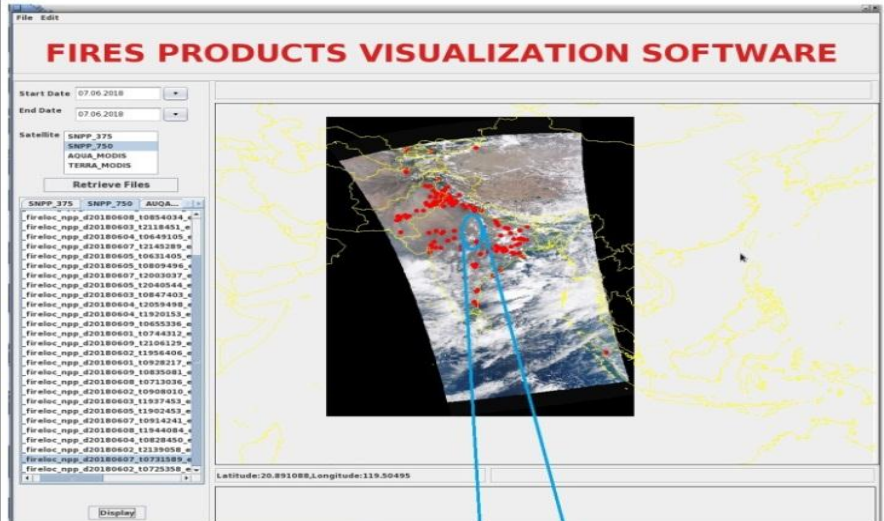 File Edit
FIRES PRODUCTS VISUALIZATION SOFTWARE
Start Date 07.06.2018
End Date 07.06.2018
Satellite SNPP_375
SNPP_750
AQUA_MODIS
TERRA_MODIS
Retrieve Files
SNPP_375 SNPP_750 AUQA...
_fireloc_npp_d20180608_t0854034_e
_fireloc_npp_d20180603_t2118451_e
_fireloc_npp_d20180604_t0649105_e
_fireloc_npp_d20180607_t2145289_e
_fireloc_npp_d20180605_t0631405_e
_fireloc_npp_d20180605_t0809496_e
_fireloc_npp_d20180607_t2003037_e
_fireloc_npp_d20180605_t2040544_e
_fireloc_npp_d20180603_t0847403_e
_fireloc_npp_d20180604_t2059498_e
_fireloc_npp_d20180604_t1920153_e
_fireloc_npp_d20180609_t0655336_e
_fireloc_npp_d20180601_t0744312_e
_fireloc_npp_d20180609_t2106129_e
_fireloc_npp_d20180602_t1956406_e
_fireloc_npp_d20180601_t0928217_e
_fireloc_npp_d20180609_t0835081_e
_fireloc_npp_d20180608_t0713036_e
_fireloc_npp_d20180602_t0908010_e
_fireloc_npp_d20180603_t1937453_e
_fireloc_npp_d20180605_t1902453_e
_fireloc_npp_d20180607_t0914241_e
_fireloc_npp_d20180608_t1944084_e
_fireloc_npp_d20180604_t0828450_e
_fireloc_npp_d20180602_t2139058_e
_fireloc_npp_d20180607_t0731589_e
_fireloc_npp_d20180602_t0725358_e
Latitude:20.891088,Longitude:119.50495
Display